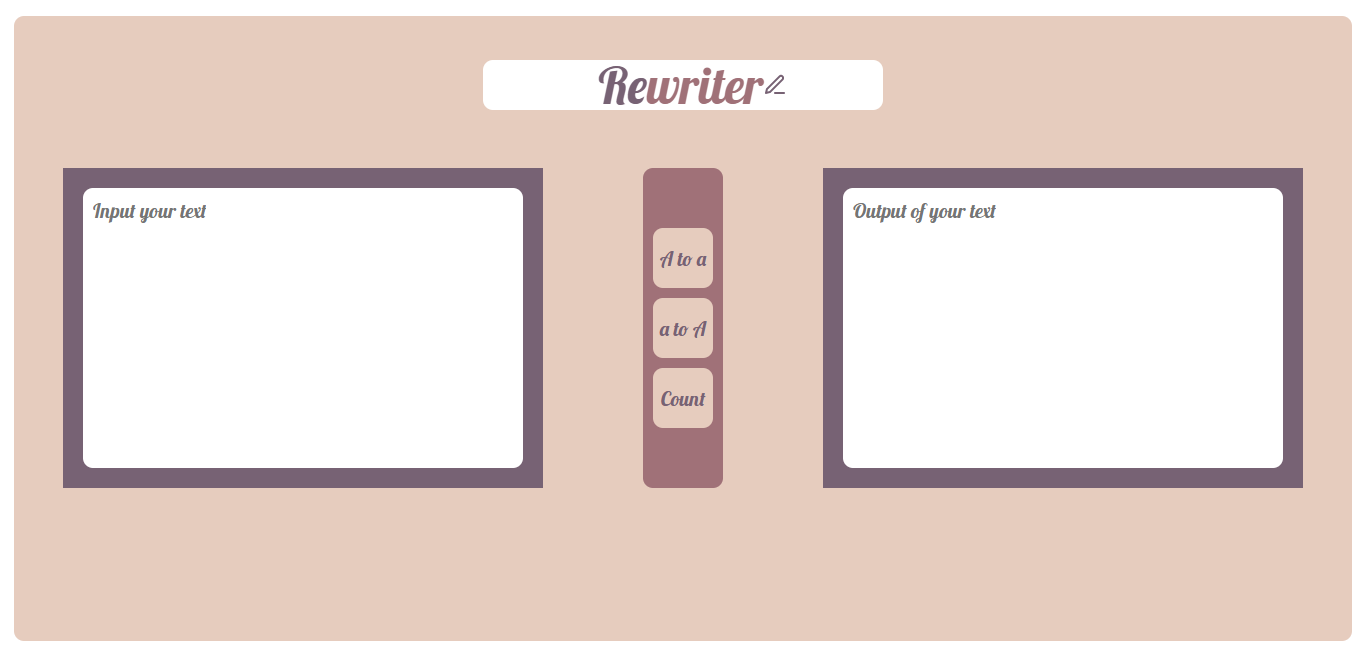 Rewriter
Input your text
A to a
a to A
Count
Output of your text